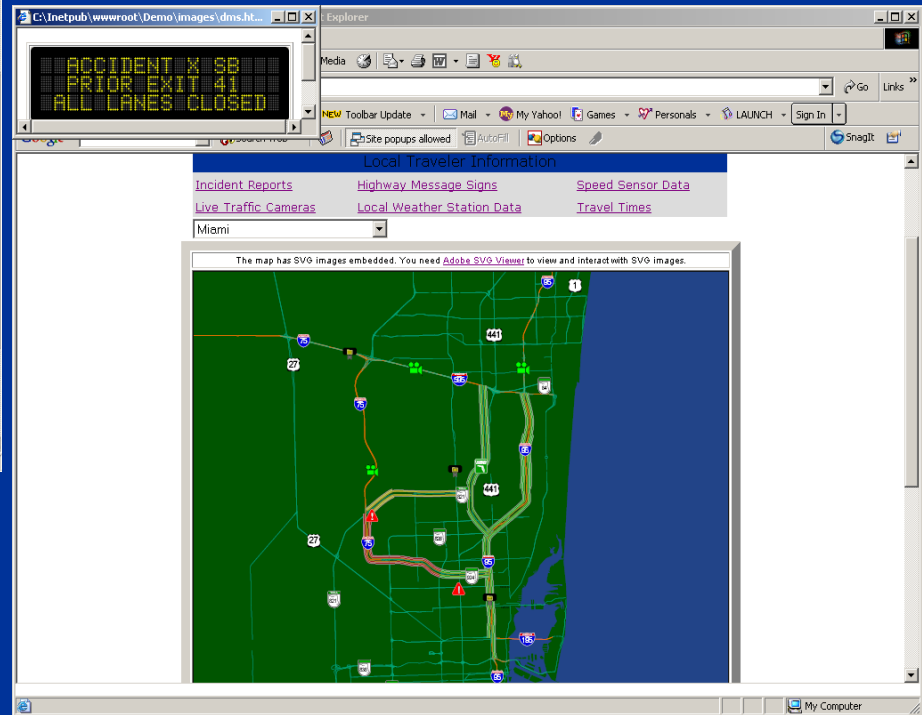 C:\Inetpub\wwwroot\Demo\images\dms.ht...
t Explorer
ACCIDENT X SB
PRIOR EXIT 41
ALL LANES CLOSED
Media
Go Links »
NEW Toolbar Update Mail My Yahoo! Games Personals LAUNCH Sign In
Site popups allowed AutoFill Options SnagIt
Local Traveler Information
Incident Reports Highway Message Signs Speed Sensor Data
Live Traffic Cameras Local Weather Station Data Travel Times
Miami
The map has SVG images embedded. You need Adobe SVG Viewer to view and interact with SVG images.
95 1
75 441
27 595
75
95
441
27 75
95
195
95
My Computer